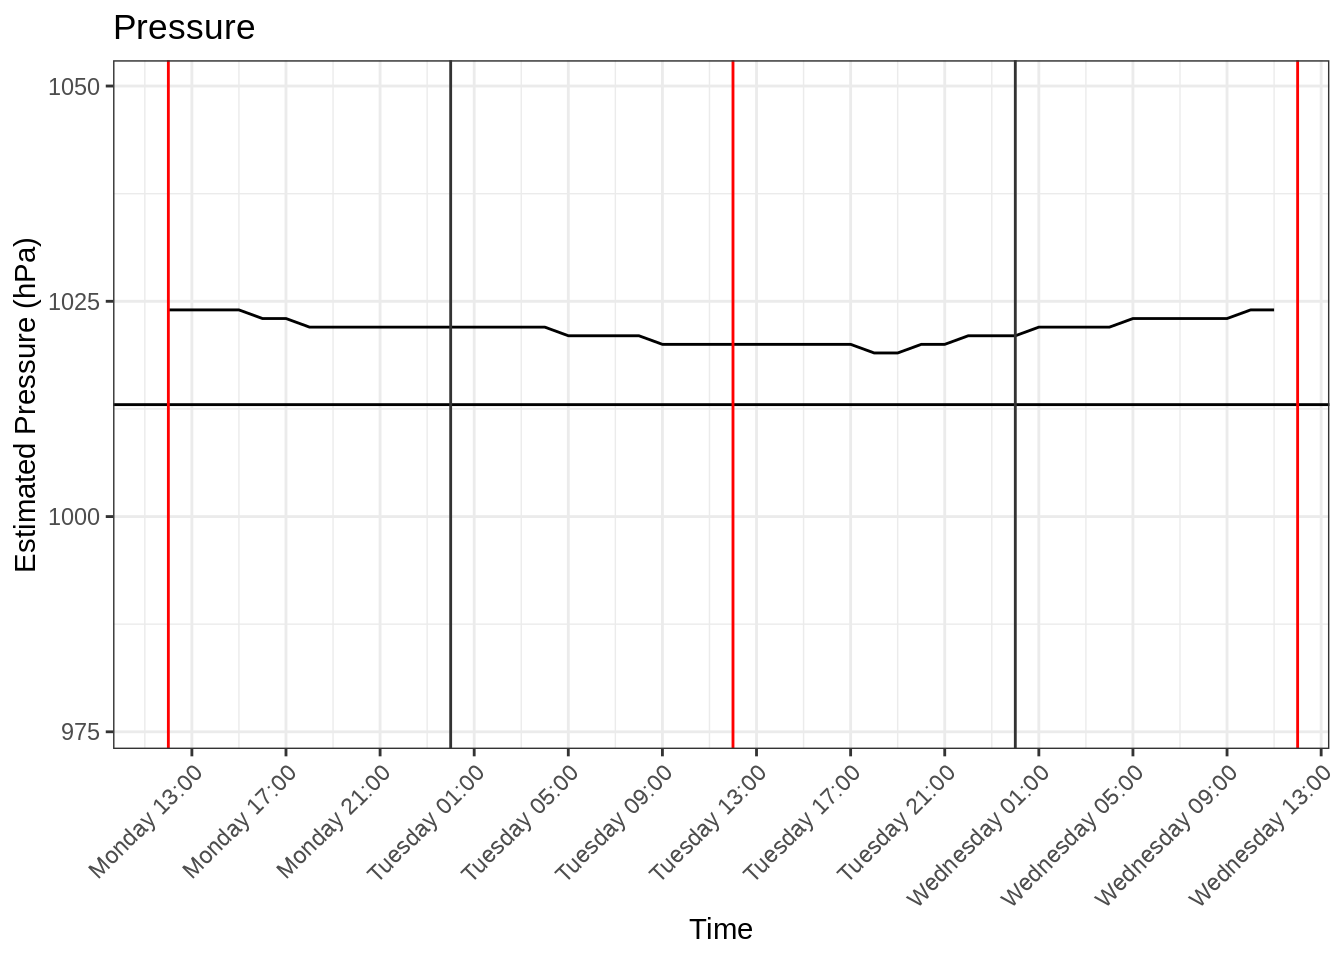 Pressure
1050
1025
1000
975
Estimated Pressure (hPa)
Monday 13:00
Monday 17:00
Monday 21:00
Tuesday 01:00
Tuesday 05:00
Tuesday 09:00
Tuesday 13:00
Tuesday 17:00
Tuesday 21:00
Wednesday 01:00
Wednesday 05:00
Wednesday 09:00
Wednesday 13:00
Time